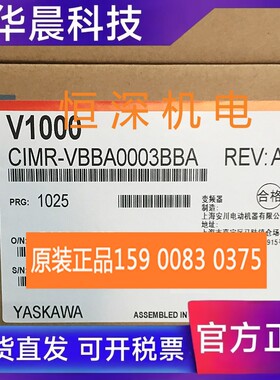 华晨科技
恒深机电
V1000
CIMR-VBBA0003BBA REV: A
PRG: 1025
变频器
制造:
上海安川电动机器有限公
合格
O/N:
S/N
原装正品159 0083 0375
YASKAWA
ASSEMBLED IN
货直发 可开票 官方正